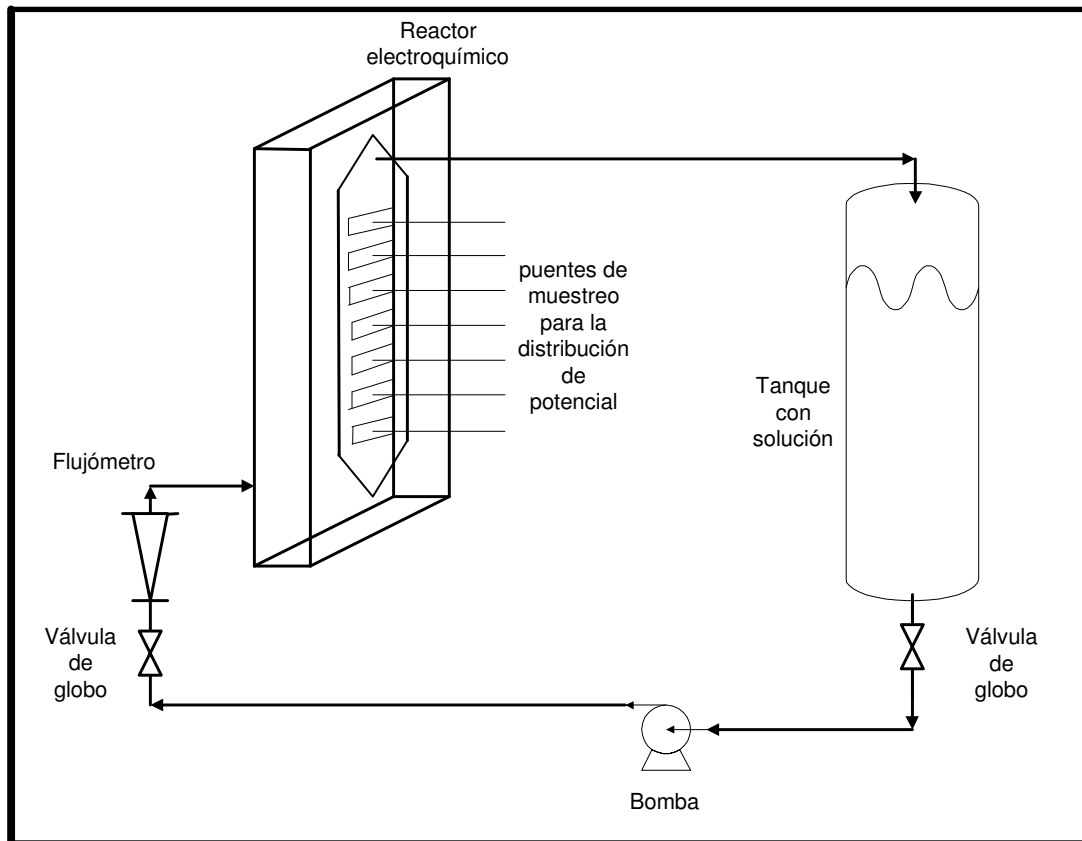 Reactor
electroquímico
puentes de
muestreo
para la
distribución
de
potencial
Tanque
con
solución
Flujómetro
Válvula
de
globo
Válvula
de
globo
Bomba